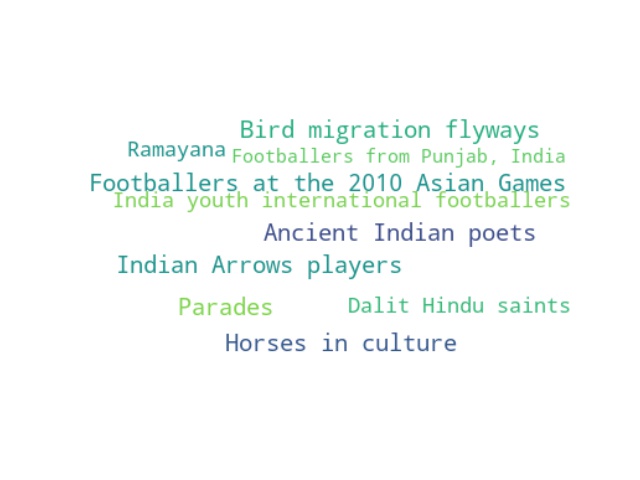 Bird migration flyways
Ramayana
Footballers from Punjab, India
Footballers at the 2010 Asian Games
India youth international footballers
Ancient Indian poets
Indian Arrows players
Parades
Dalit Hindu saints
Horses in culture